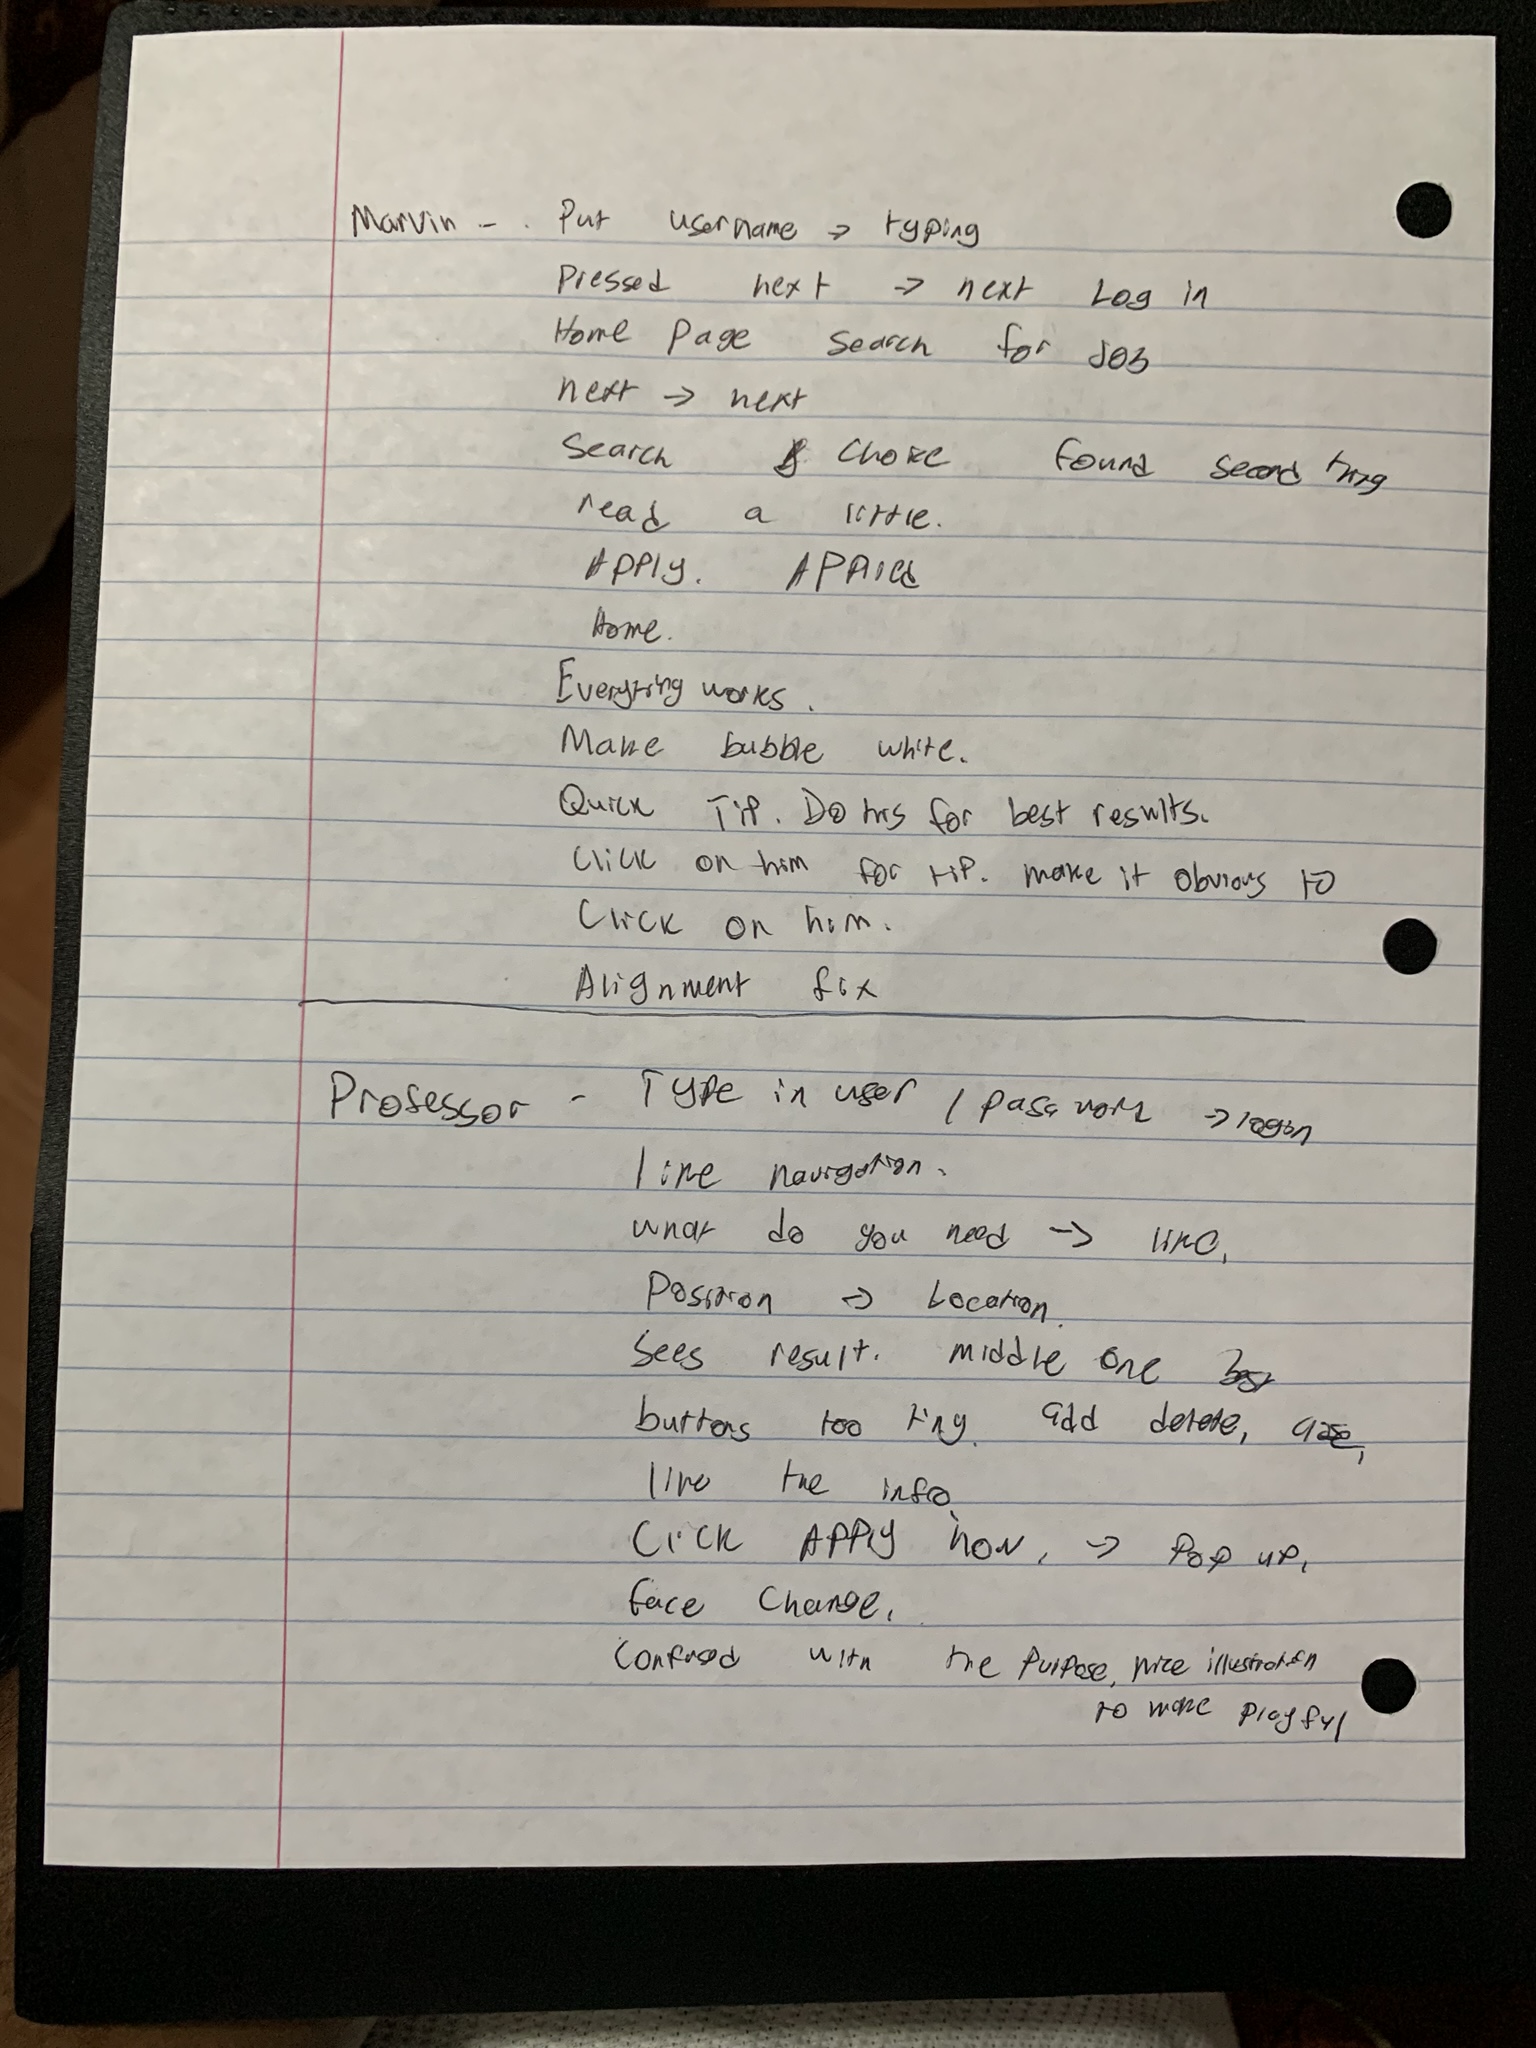 Marvin - . Put username → typing
Pressed next → next Log in
Home Page Search for Job
next → next
Search & Choice found second thing
read a little.
APPly. APPlied
Home.
Everything works.
Make bubble white.
Quick Tip. Do this for best results.
Click on him for tip. make it obvious to
Click on him.
Alignment fix
Professor - Type in user / password → login
like navigation.
what do you need → like.
Position → Location.
Sees result. middle one
buttons too tiny. add delete,
like the info.
Click APPly now, → Pop up,
face Change,
Confused with the Purpose, nice illustration
to make Playful